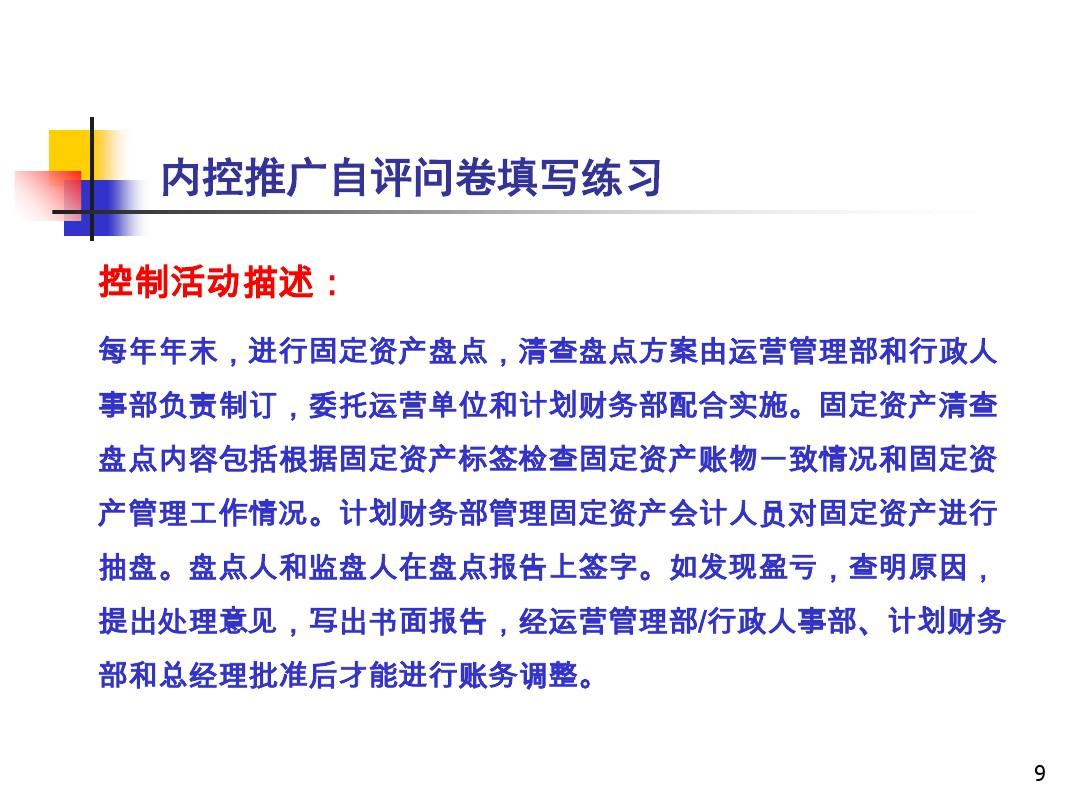 内控推广自评问卷填写练习
控制活动描述：
每年年末，进行固定资产盘点，清查盘点方案由运营管理部和行政人
事部负责制订，委托运营单位和计划财务部配合实施。固定资产清查
盘点内容包括根据固定资产标签检查固定资产账物一致情况和固定资
产管理工作情况。计划财务部管理固定资产会计人员对固定资产进行
抽盘。盘点人和监盘人在盘点报告上签字。如发现盈亏，查明原因，
提出处理意见，写出书面报告，经运营管理部/行政人事部、计划财务
部和总经理批准后才能进行账务调整。
9